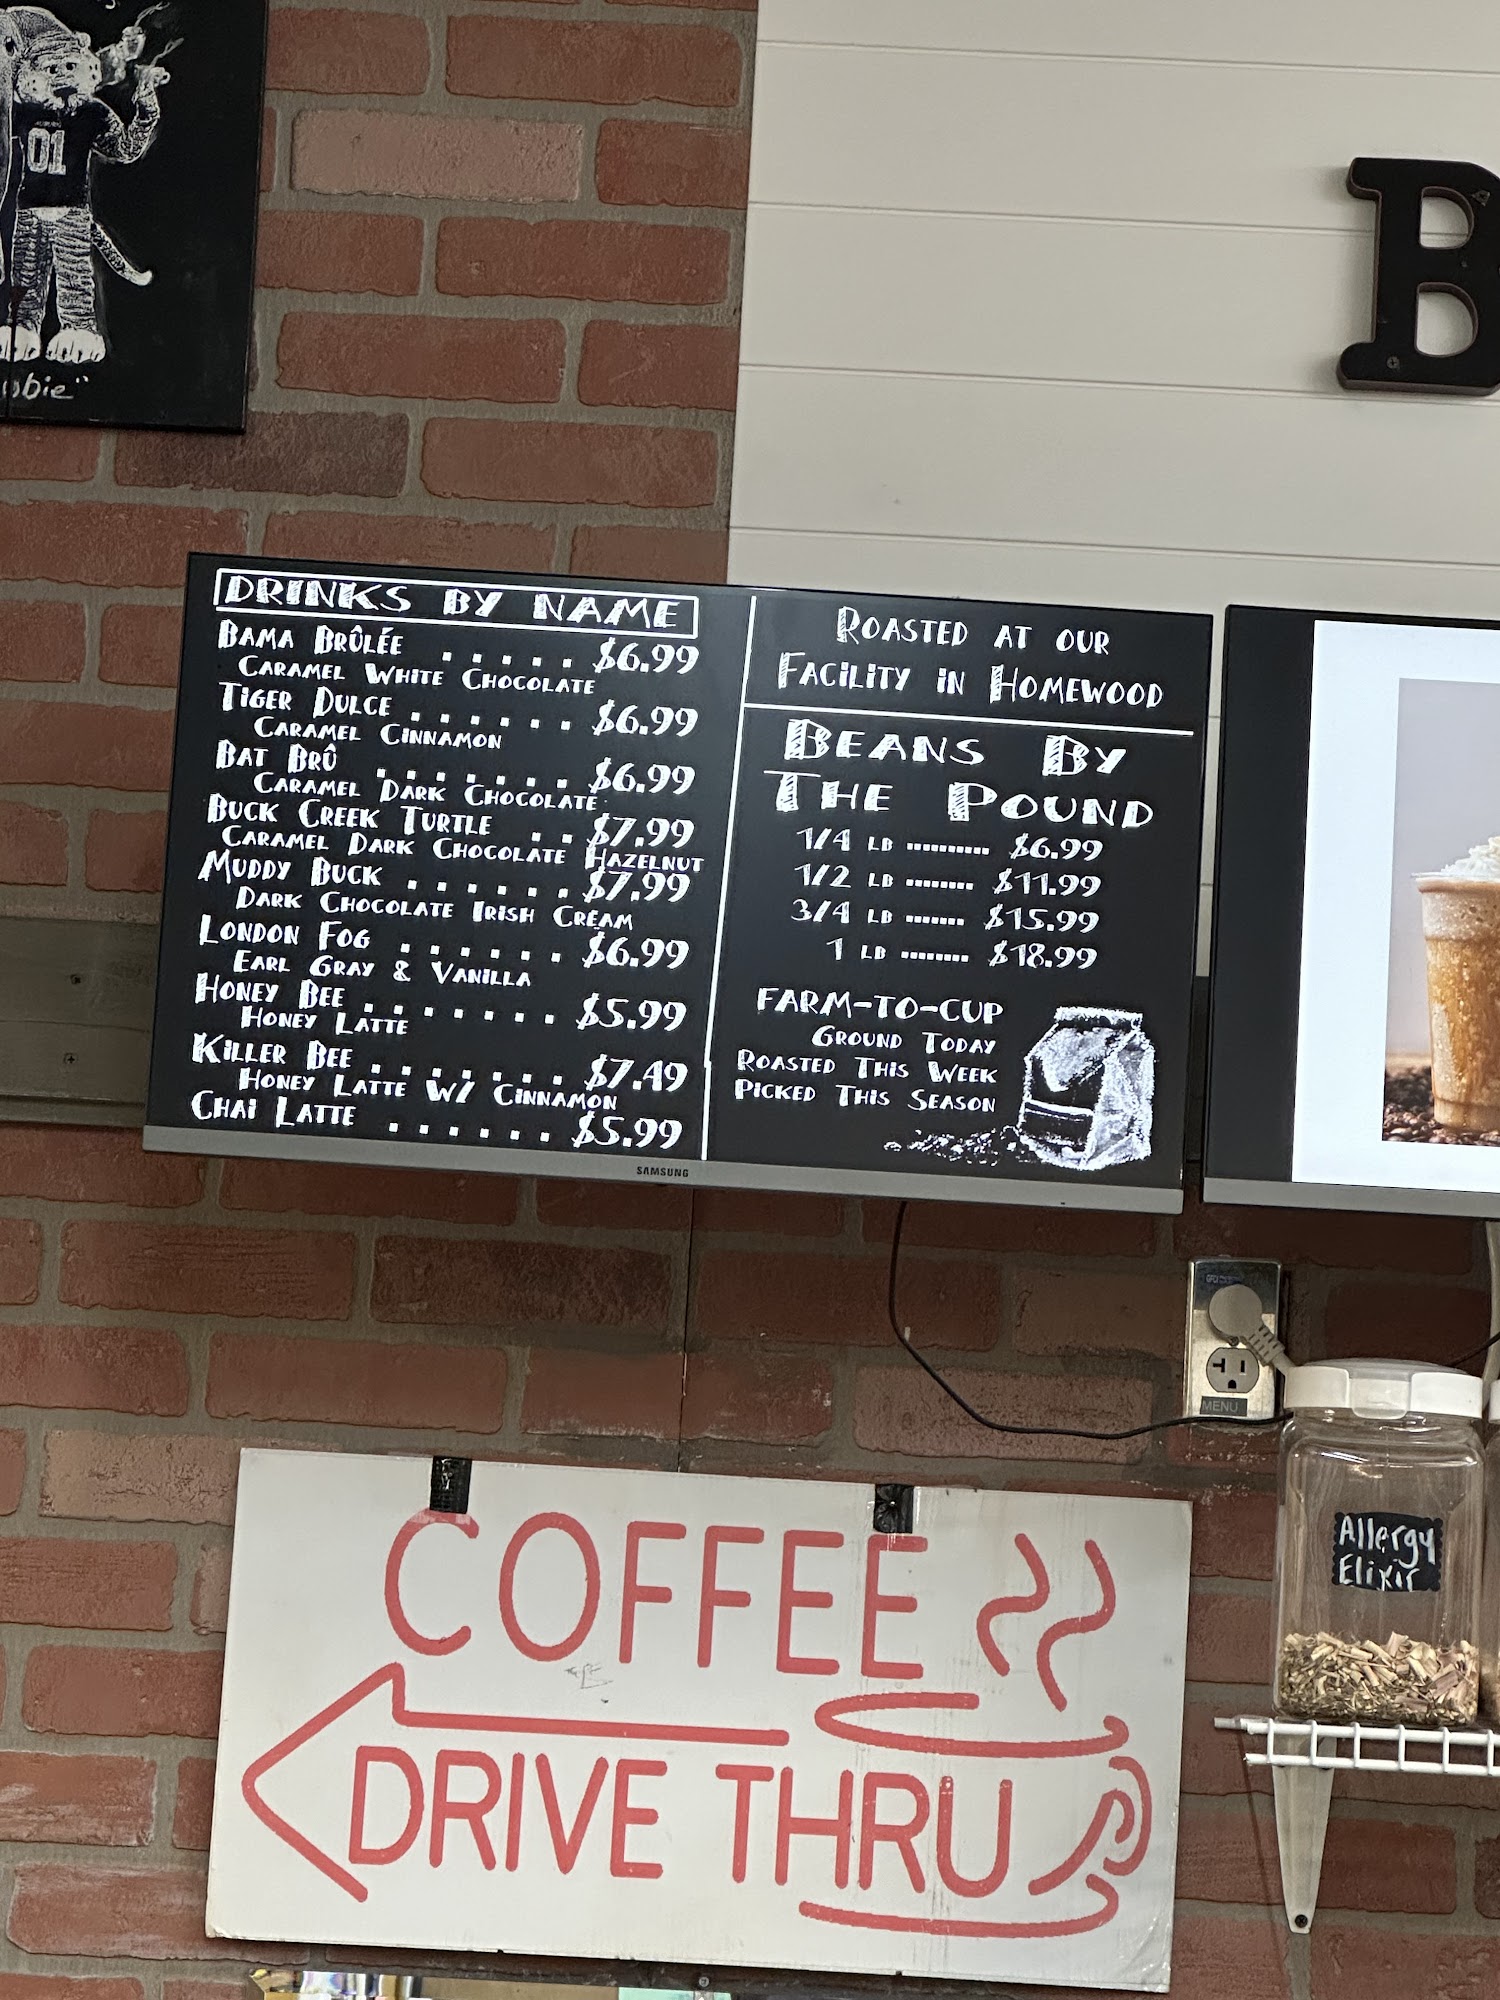 01
obie"
B
DRINKS BY NAME
BAMA BRÛLÉE ..... $6.99
CARAMEL WHITE CHOCOLATE
TiGER DULCE ...... $6.99
CARAMEL CiNNAMON
BAT BRÛ ....... $6.99
CARAMEL DARK CHOCOLATE
BUCK CREEK TURTLE .. $7.99
CARAMEL DARK CHOCOLATE HAZELNUT
MUDDY BUCK ...... $7.99
DARK CHOCOLATE IRISH CREAM
LONDON FOG ...... $6.99
EARL GRAY & VANiLLA
HONEY BEE ....... $5.99
HONEY LATTE
KiLLER BEE ....... $7.49
HONEY LATTE W/ CiNNAMON
CHAi LATTE ...... $5.99
ROASTED AT OUR
FACiLiTY iN HOMEWOOD
BEANS BY
THE POUND
1/4 LB .......... $6.99
1/2 LB ........ $11.99
3/4 LB ....... $15.99
1 LB ........ $18.99
FARM-TO-CUP
GROUND TODAY
ROASTED THIS WEEK
PICKED THIS SEASON
SAMSUNG
MENU
COFFEE
DRIVE THRU
Allergy
Elixir